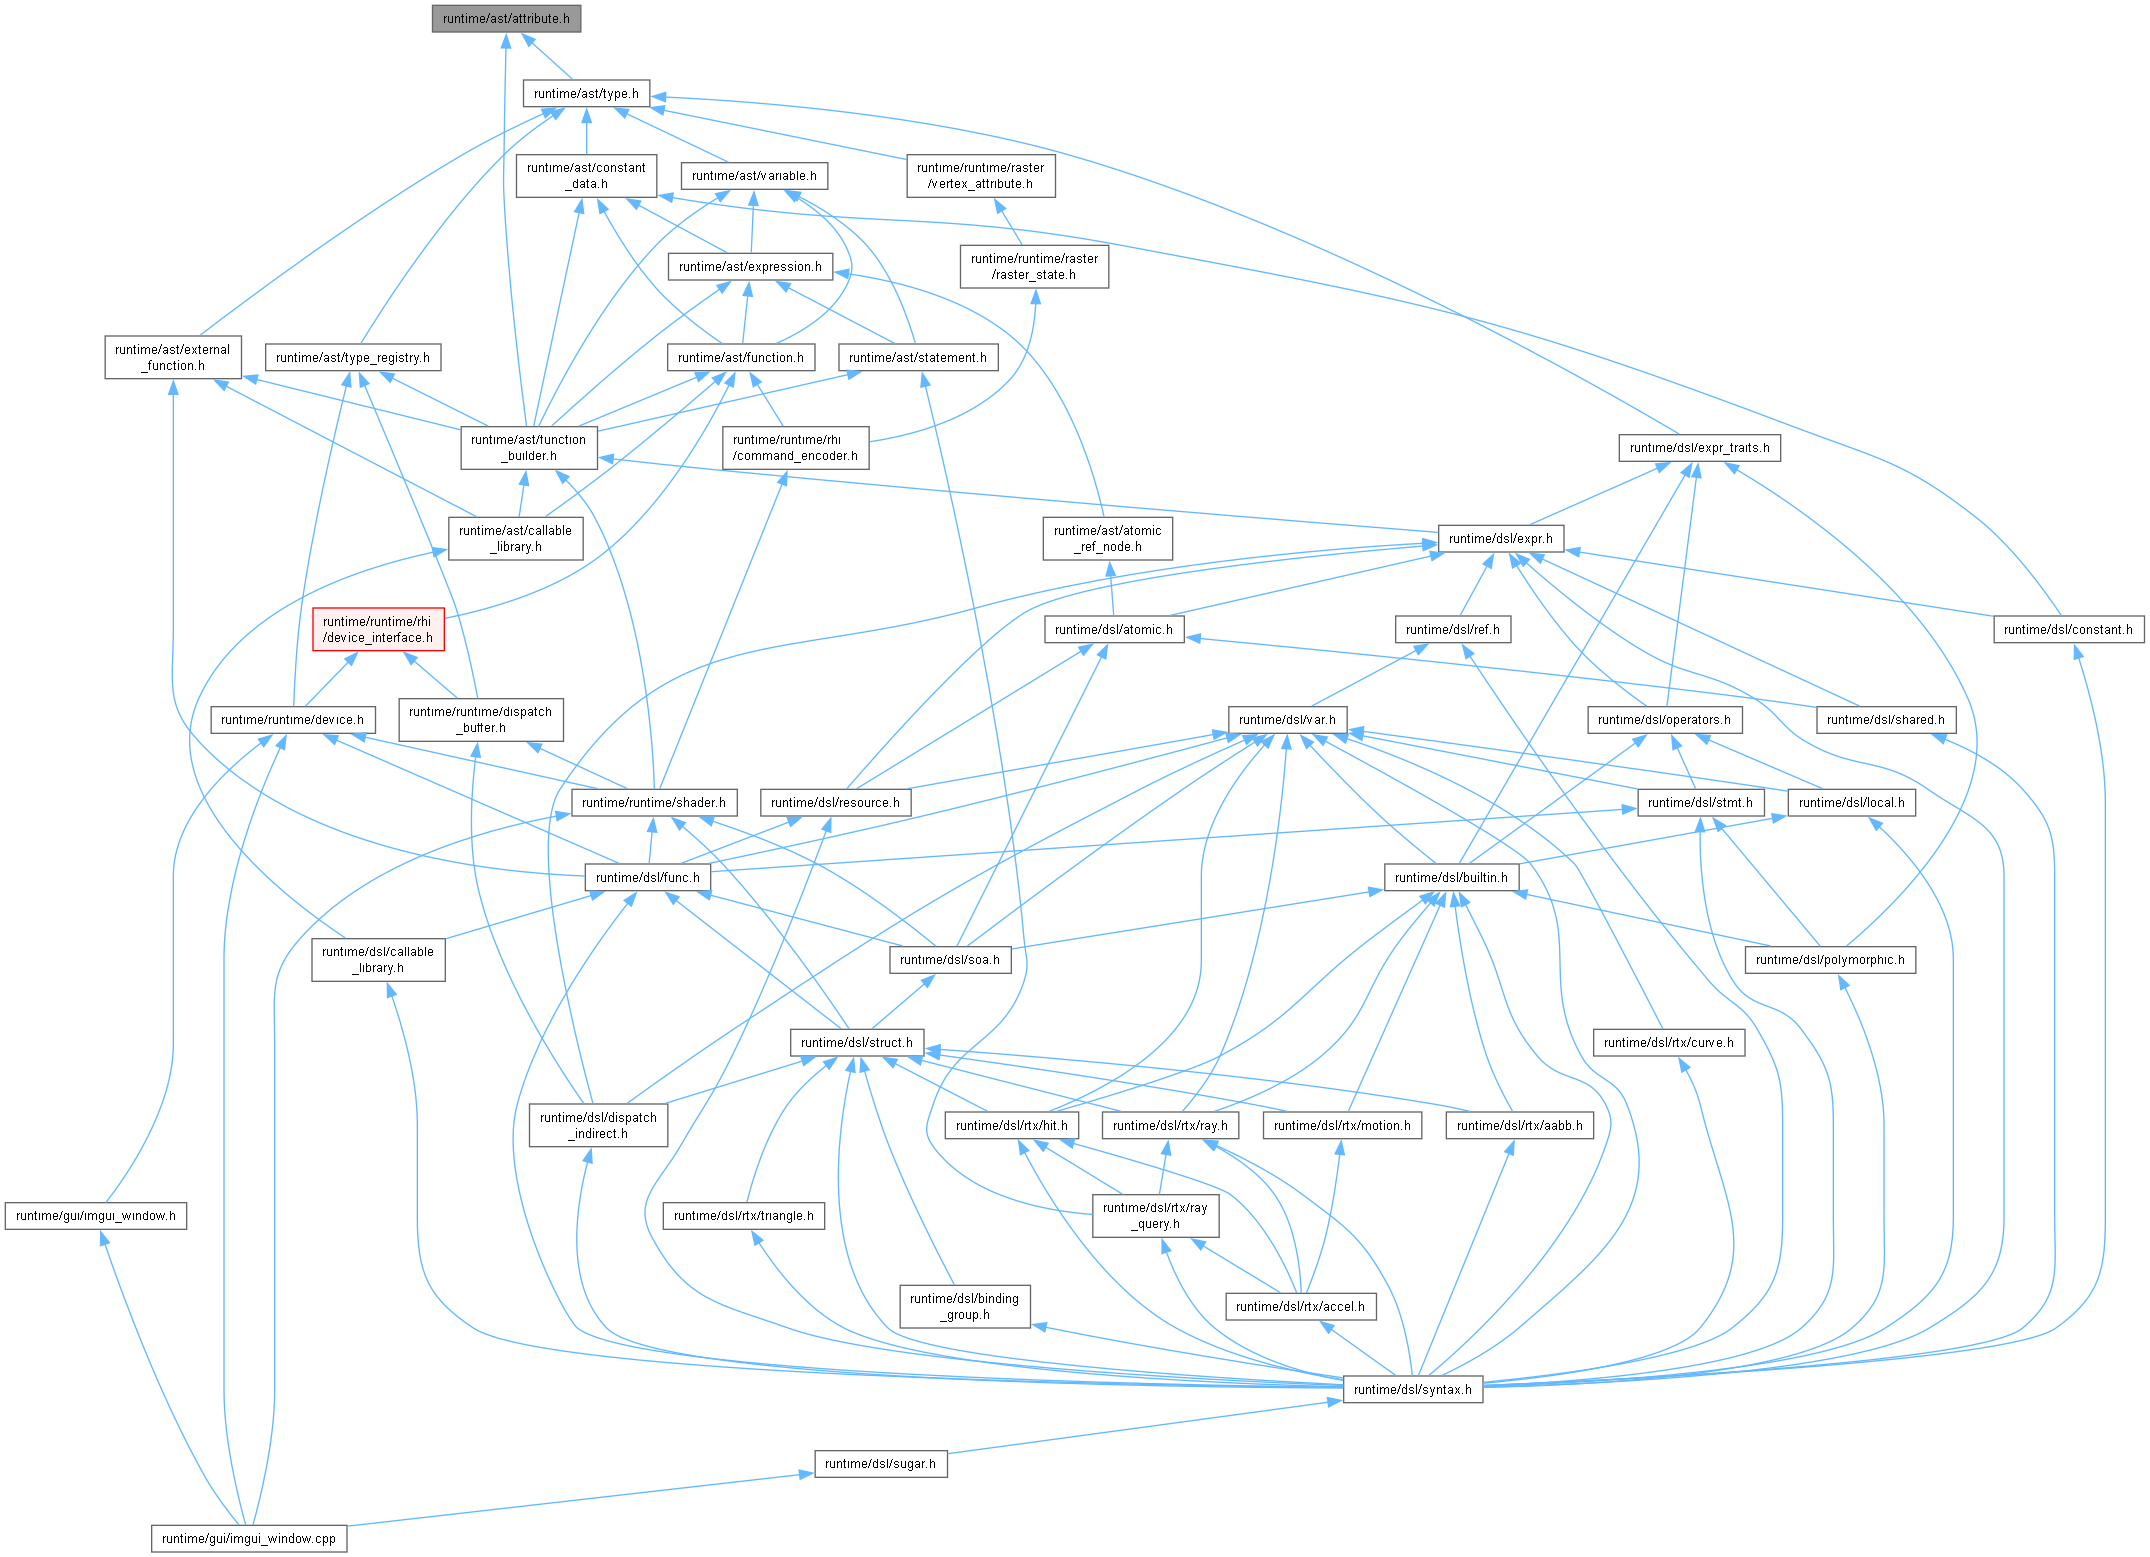 runtime/ast/attribute.h
runtime/ast/type.h
runtime/ast/constant
_data.h
runtime/ast/variable.h
runtime/runtime/raster
/vertex_attribute.h
runtime/ast/expression.h
runtime/runtime/raster
/raster_state.h
runtime/ast/external
_function.h
runtime/ast/type_registry.h
runtime/ast/function.h
runtime/ast/statement.h
runtime/ast/function
_builder.h
runtime/runtime/rhi
/command_encoder.h
runtime/dsl/expr_traits.h
runtime/ast/callable
_library.h
runtime/ast/atomic
_ref_node.h
runtime/dsl/expr.h
runtime/runtime/rhi
/device_interface.h
runtime/dsl/atomic.h
runtime/dsl/ref.h
runtime/dsl/constant.h
runtime/runtime/device.h
runtime/runtime/dispatch
_buffer.h
runtime/dsl/var.h
runtime/dsl/operators.h
runtime/dsl/shared.h
runtime/runtime/shader.h
runtime/dsl/resource.h
runtime/dsl/stmt.h
runtime/dsl/local.h
runtime/dsl/func.h
runtime/dsl/builtin.h
runtime/dsl/callable
_library.h
runtime/dsl/soa.h
runtime/dsl/polymorphic.h
runtime/dsl/struct.h
runtime/dsl/rtx/curve.h
runtime/dsl/dispatch
_indirect.h
runtime/dsl/rtx/hit.h
runtime/dsl/rtx/ray.h
runtime/dsl/rtx/motion.h
runtime/dsl/rtx/aabb.h
runtime/gui/imgui_window.h
runtime/dsl/rtx/triangle.h
runtime/dsl/rtx/ray
_query.h
runtime/dsl/binding
_group.h
runtime/dsl/rtx/accel.h
runtime/dsl/syntax.h
runtime/dsl/sugar.h
runtime/gui/imgui_window.cpp